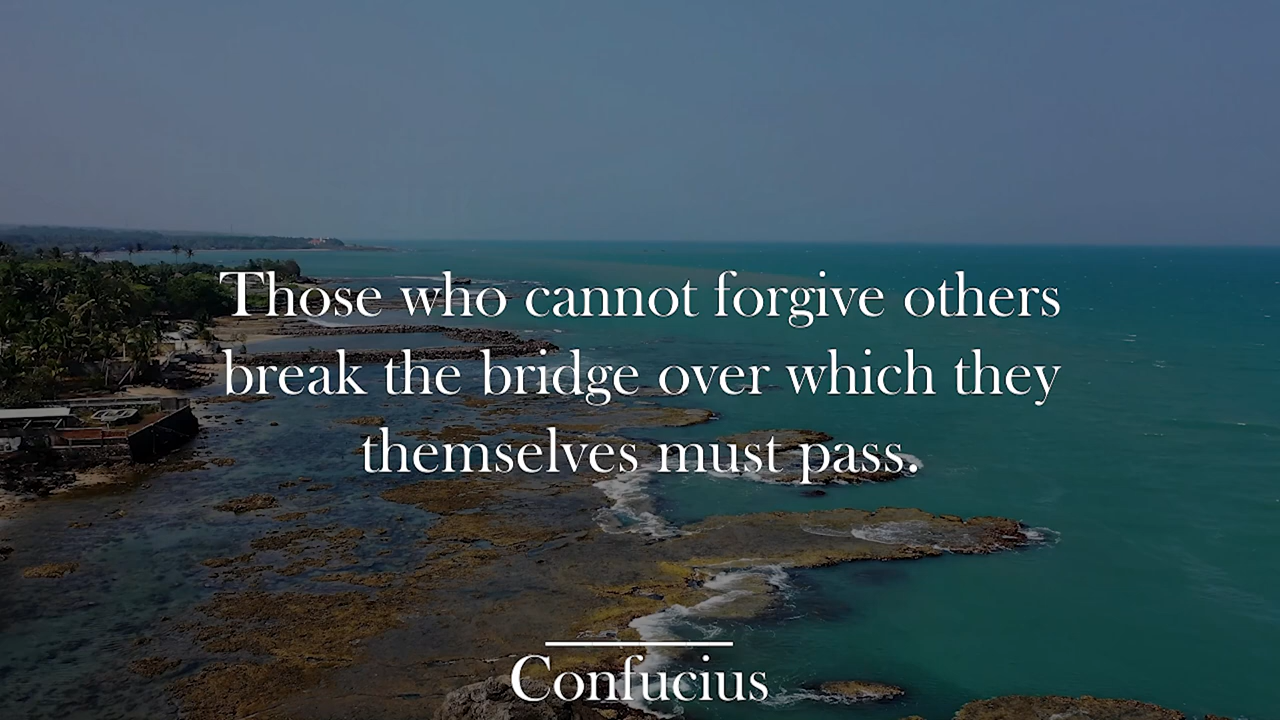 Those who cannot forgive others
break the bridge over which they
themselves must pass.
Confucius